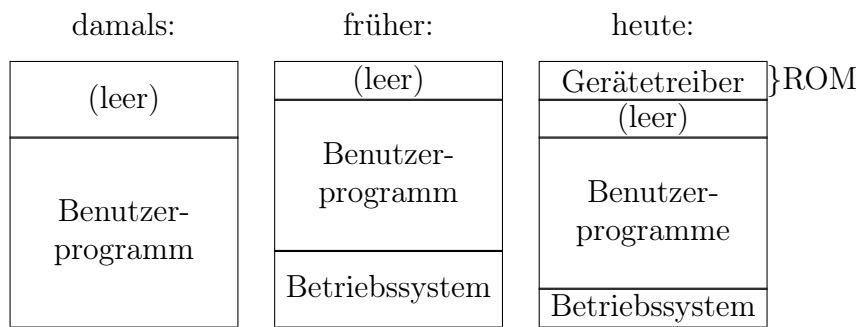 damals:
(leer)
Benutzer-
programm
früher:
(leer)
Benutzer-
programm
Betriebssystem
heute:
Gerätetreiber
}ROM
(leer)
Benutzer-
programme
Betriebssystem